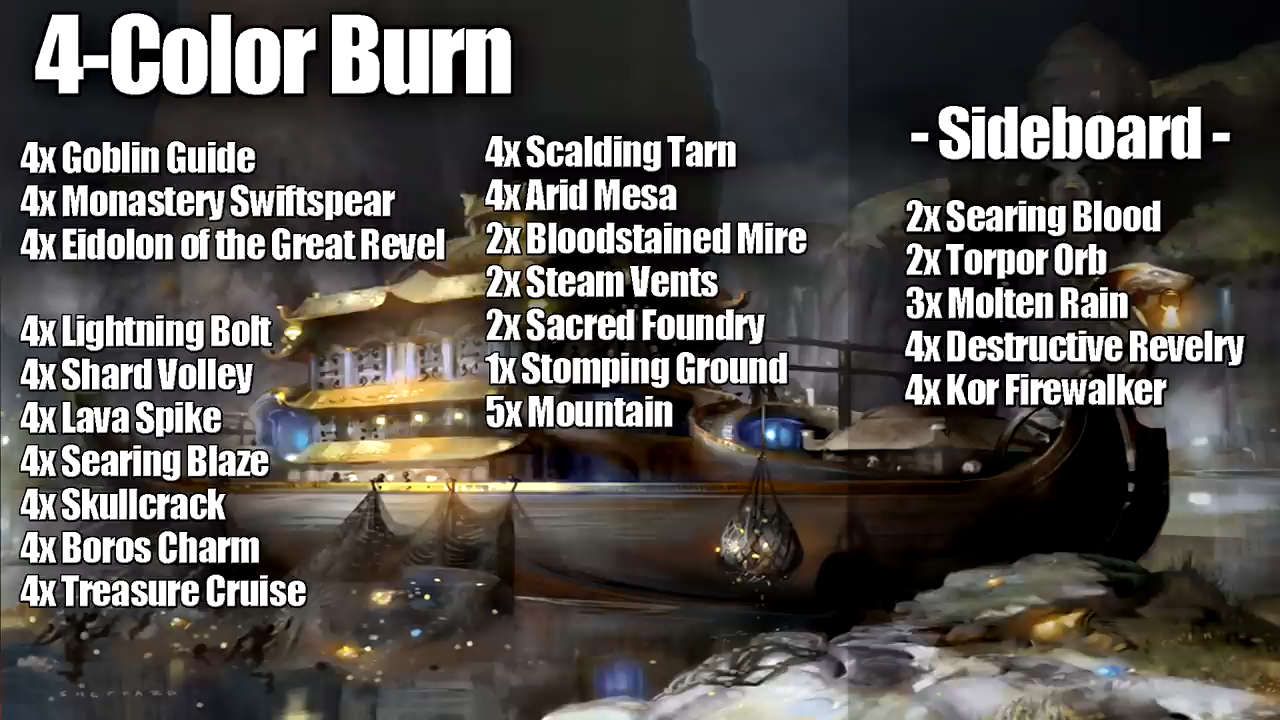 4-Color Burn
4x Goblin Guide
4x Monastery Swiftspear
4x Eidolon of the Great Revel
4x Lightning Bolt
4x Shard Volley
4x Lava Spike
4x Searing Blaze
4x Skullcrack
4x Boros Charm
4x Treasure Cruise
4x Scalding Tarn
4x Arid Mesa
2x Bloodstained Mire
2x Steam Vents
2x Sacred Foundry
1x Stomping Ground
5x Mountain
- Sideboard -
2x Searing Blood
2x Torpor Orb
3x Molten Rain
4x Destructive Revelry
4x Kor Firewalker
SHEPPARD